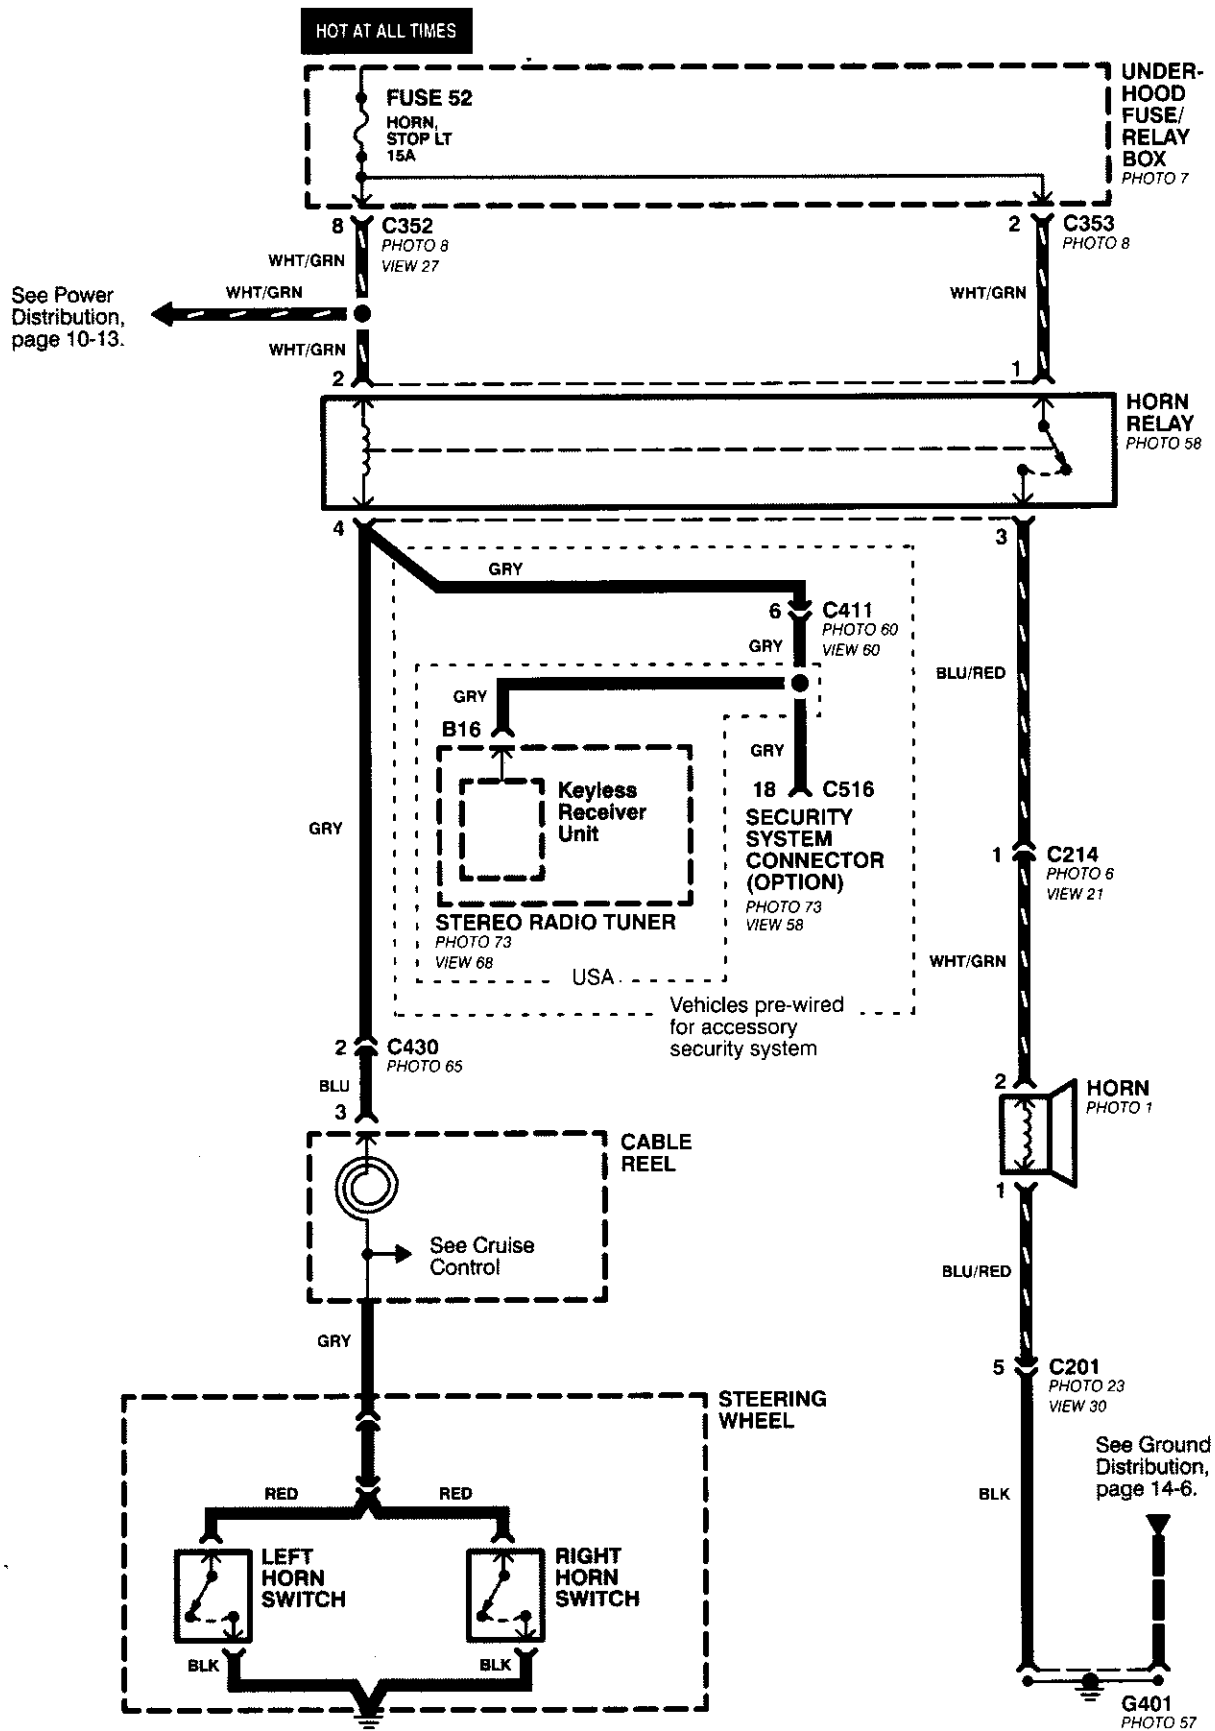 HOT AT ALL TIMES
FUSE 52
HORN,
STOP LT
15A
UNDER-
HOOD
FUSE/
RELAY
BOX
PHOTO 7
8
C352
PHOTO 8
VIEW 27
2
C353
PHOTO 8
WHT/GRN
WHT/GRN
WHT/GRN
See Power
Distribution,
page 10-13.
WHT/GRN
2
1
HORN
RELAY
PHOTO 58
4
3
GRY
6
C411
PHOTO 60
VIEW 60
GRY
GRY
B16
BLU/RED
GRY
18
C516
Keyless
Receiver
Unit
SECURITY
SYSTEM
CONNECTOR
(OPTION)
PHOTO 73
VIEW 58
GRY
STEREO RADIO TUNER
PHOTO 73
VIEW 68
USA
1
C214
PHOTO 6
VIEW 21
WHT/GRN
Vehicles pre-wired
for accessory
security system
2
C430
PHOTO 65
BLU
3
2
HORN
PHOTO 1
CABLE
REEL
1
See Cruise
Control
BLU/RED
GRY
5
C201
PHOTO 23
VIEW 30
STEERING
WHEEL
See Ground
Distribution,
page 14-6.
RED
RED
BLK
LEFT
HORN
SWITCH
RIGHT
HORN
SWITCH
BLK
BLK
G401
PHOTO 57